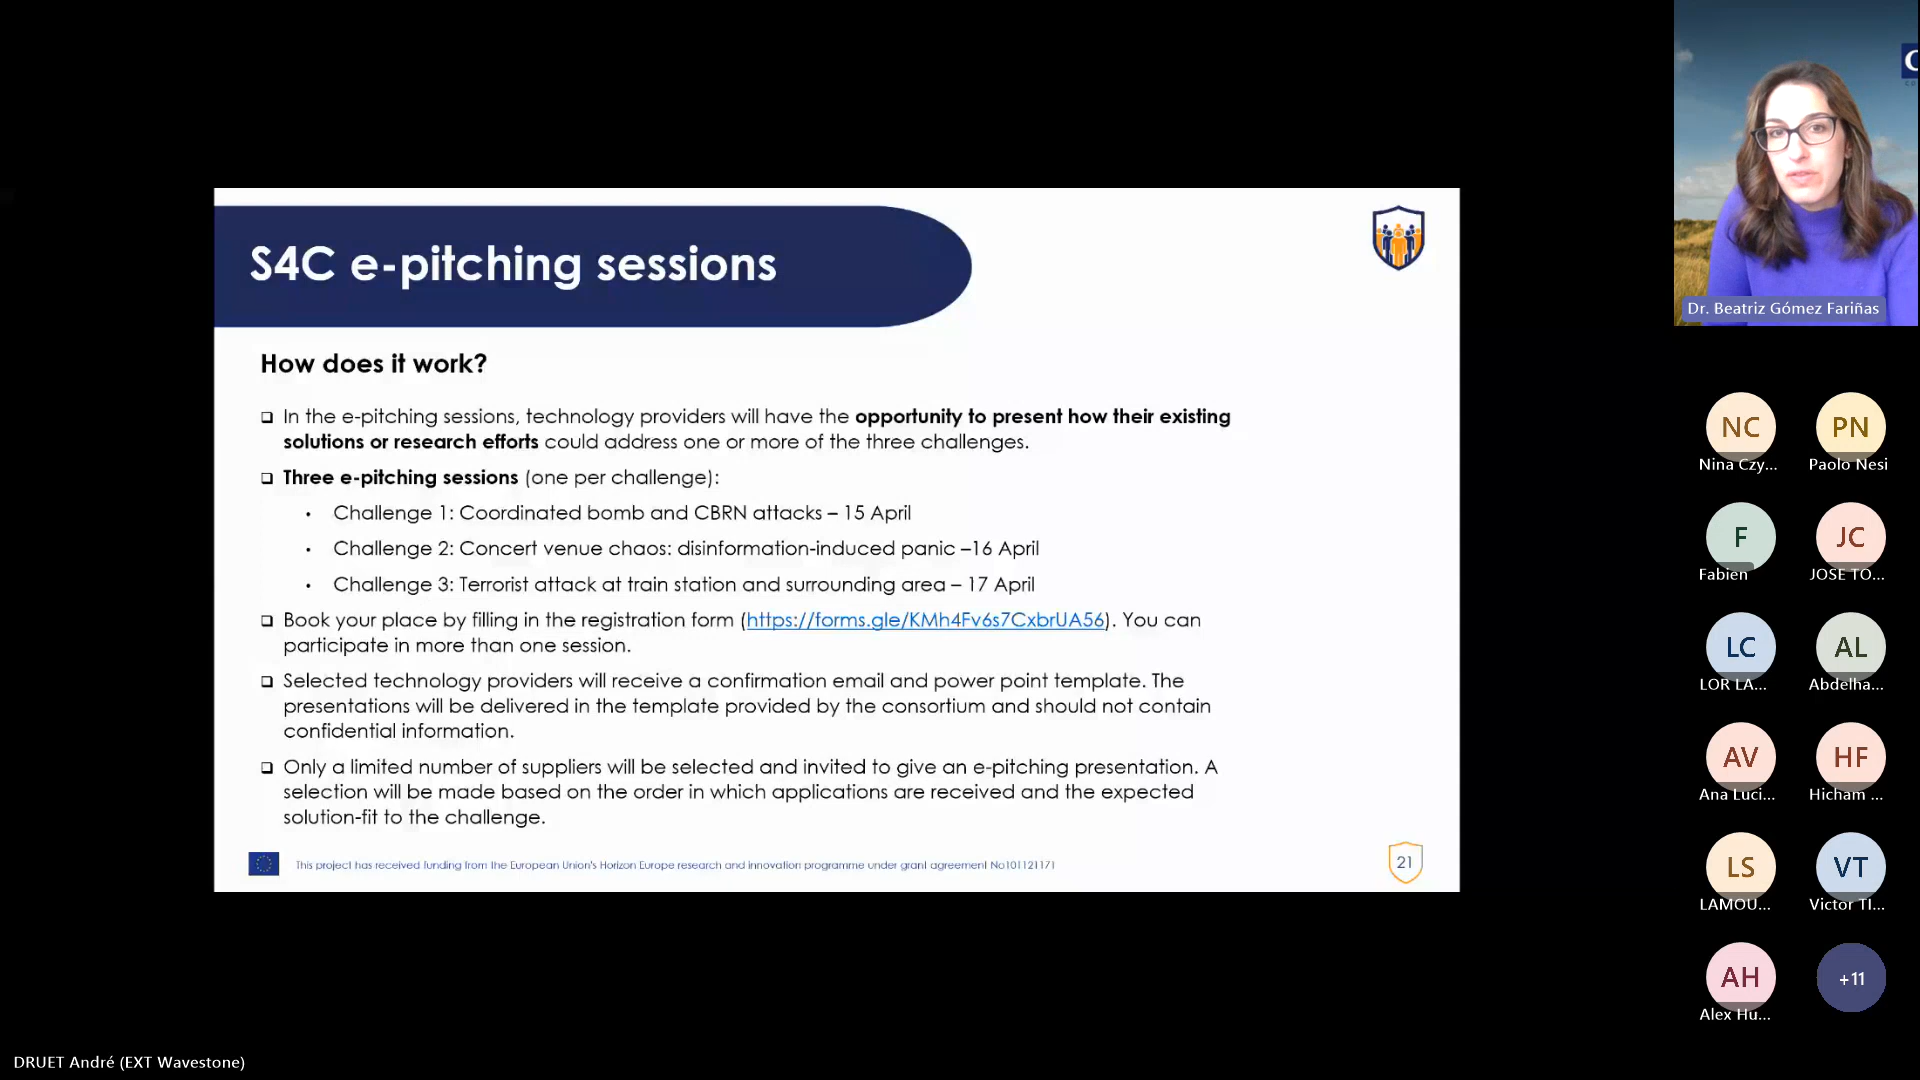 S4C e-pitching sessions
How does it work?
❑ In the e-pitching sessions, technology providers will have the opportunity to present how their existing
solutions or research efforts could address one or more of the three challenges.
❑ Three e-pitching sessions (one per challenge):
• Challenge 1: Coordinated bomb and CBRN attacks – 15 April
• Challenge 2: Concert venue chaos: disinformation-induced panic –16 April
• Challenge 3: Terrorist attack at train station and surrounding area – 17 April
❑ Book your place by filling in the registration form (https://forms.gle/KMh4Fv6s7CxbrUA56). You can
participate in more than one session.
❑ Selected technology providers will receive a confirmation email and power point template. The
presentations will be delivered in the template provided by the consortium and should not contain
confidential information.
❑ Only a limited number of suppliers will be selected and invited to give an e-pitching presentation. A
selection will be made based on the order in which applications are received and the expected
solution-fit to the challenge.
This project has received funding from the European Union's Horizon Europe research and innovation programme under grant agreement No101121171
21
Dr. Beatriz Gómez Fariñas
NC
PN
Nina Czy...
Paolo Nesi
F
JC
Fabien
JOSE TO...
LC
AL
LOR LA...
Abdelha...
AV
HF
Ana Luci...
Hicham ...
LS
VT
LAMOU...
Victor TI...
AH
+11
Alex Hu...
DRUET André (EXT Wavestone)